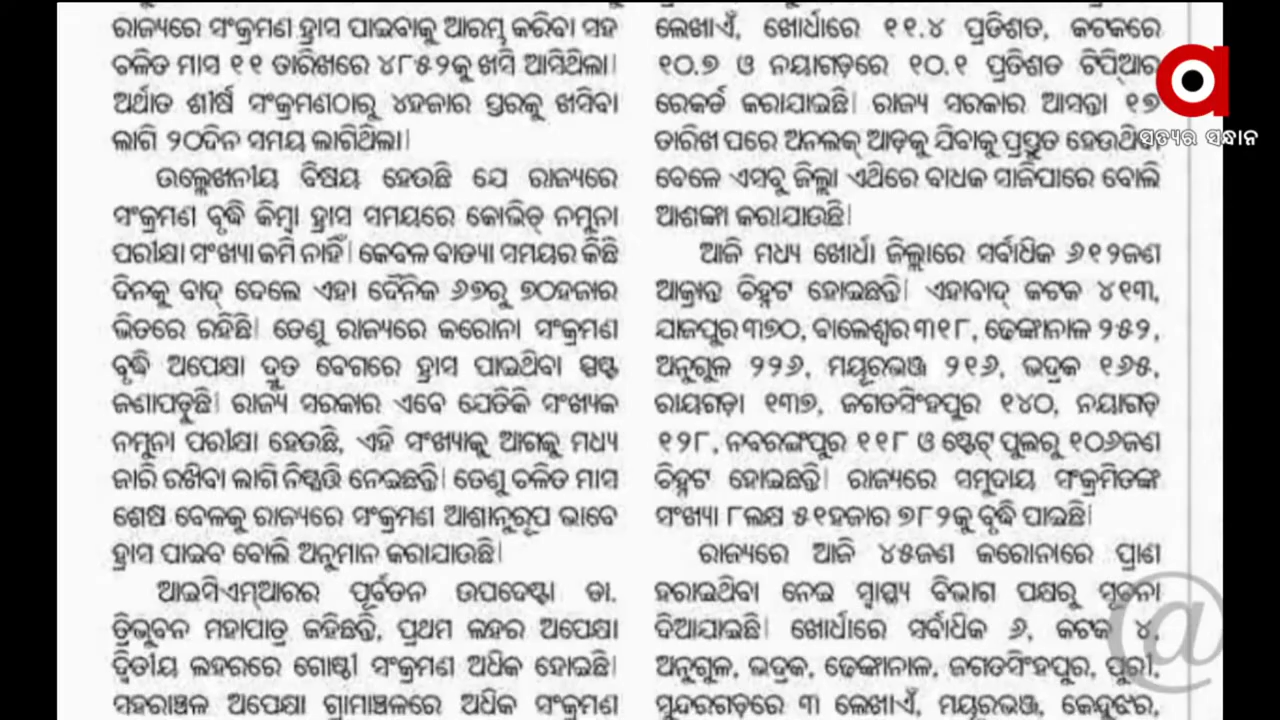 ରାଜ୍ୟରେ ସଂକ୍ରମଣ ହ୍ରାସ ପାଇବାକୁ ଆରମ୍ଭ କରିବା ସହ
ଚଳିତ ମାସ ୧୧ ତାରିଖରେ ୪୮୫୨କୁ ଖସି ଆସିଥିଲା।
ଅର୍ଥାତ ଶୀର୍ଷ ସଂକ୍ରମଣଠାରୁ ୪ହଜାର ସ୍ତରକୁ ଖସିବା
ଲାଗି ୨୦ଦିନ ସମୟ ଲାଗିଥିଲା।
ଉଲ୍ଲେଖନୀୟ ବିଷୟ ହେଉଛି ଯେ ରାଜ୍ୟରେ
ସଂକ୍ରମଣ ବୃଦ୍ଧି କିମ୍ବା ହ୍ରାସ ସମୟରେ କୋଭିଡ୍ ନମୁନା
ପରୀକ୍ଷା ସଂଖ୍ୟା କମି ନାହିଁ। କେବଳ ବାତ୍ୟା ସମୟର କିଛି
ଦିନକୁ ବାଦ୍ ଦେଲେ ଏହା ଦୈନିକ ୬୭ରୁ ୭୦ହଜାର
ଭିତରେ ରହିଛି। ତେଣୁ ରାଜ୍ୟରେ କରୋନା ସଂକ୍ରମଣ
ବୃଦ୍ଧି ଅପେକ୍ଷା ଦ୍ରୁତ ବେଗରେ ହ୍ରାସ ପାଇଥିବା ସ୍ପଷ୍ଟ
ଜଣାପଡୁଛି। ରାଜ୍ୟ ସରକାର ଏବେ ଯେତିକି ସଂଖ୍ୟକ
ନମୁନା ପରୀକ୍ଷା ହେଉଛି, ଏହି ସଂଖ୍ୟାକୁ ଆଗକୁ ମଧ୍ୟ
ଜାରି ରଖିବା ଲାଗି ନିଷ୍ପତ୍ତି ନେଇଛନ୍ତି। ତେଣୁ ଚଳିତ ମାସ
ଶେଷ ବେଳକୁ ରାଜ୍ୟରେ ସଂକ୍ରମଣ ଆଶାନୁରୂପ ଭାବେ
ହ୍ରାସ ପାଇବ ବୋଲି ଅନୁମାନ କରାଯାଉଛି।
ଆଇସିଏମ୍ଆରର ପୂର୍ବତନ ଉପଦେଷ୍ଟା ଡା.
ତ୍ରିଭୁବନ ମହାପାତ୍ର କହିଛନ୍ତି, ପ୍ରଥମ ଲହର ଅପେକ୍ଷା
ଦ୍ୱିତୀୟ ଲହରରେ ଗୋଷ୍ଠୀ ସଂକ୍ରମଣ ଅଧିକ ହୋଇଛି।
ସହରାଞ୍ଚଳ ଅପେକ୍ଷା ଗ୍ରାମାଞ୍ଚଳରେ ଅଧିକ ସଂକ୍ରମଣ
ଲେଖାଏଁ, ଖୋର୍ଧାରେ ୧୧.୪ ପ୍ରତିଶତ, କଟକରେ
୧୦.୭ ଓ ନୟାଗଡ଼ରେ ୧୦.୧ ପ୍ରତିଶତ ଟିପିଆର
ରେକର୍ଡ କରାଯାଇଛି। ରାଜ୍ୟ ସରକାର ଆସନ୍ତା ୧୭
ତାରିଖ ପରେ ଅନଲକ୍ ଆଡ଼କୁ ଯିବାକୁ ପ୍ରସ୍ତୁତ
ବେଳେ ଏସବୁ ଜିଲ୍ଲା ଏଥିରେ ବାଧକ ସାଜିପାରେ ବୋଲି
ଆଶଙ୍କା କରାଯାଉଛି।
ଆଜି ମଧ୍ୟ ଖୋର୍ଧା ଜିଲ୍ଲାରେ ସର୍ବାଧିକ ୬୧୨ଜଣ
ଆକ୍ରାନ୍ତ ଚିହ୍ନଟ ହୋଇଛନ୍ତି। ଏହାବାଦ୍ କଟକ ୪୧୩,
ଯାଜପୁର ୩୭୦, ବାଲେଶ୍ୱର ୩୧୮, ଢେଙ୍କାନାଳ ୨୫୨,
ଅନୁଗୁଳ ୨୨୬, ମୟୂରଭଞ୍ଜ ୨୧୬, ଭଦ୍ରକ ୧୬୫,
ରାୟଗଡ଼ା ୧୩୭, ଜଗତସିଂହପୁର ୧୪୦, ନୟାଗଡ଼
୧୨୮, ନବରଙ୍ଗପୁର ୧୧୮ ଓ ଷ୍ଟେଟ୍ ପୁଲରୁ ୧୦୬ଜଣ
ଚିହ୍ନଟ ହୋଇଛନ୍ତି। ରାଜ୍ୟରେ ସମୁଦାୟ ସଂକ୍ରମିତଙ୍କ
ସଂଖ୍ୟା ୮ଲକ୍ଷ ୫୧ହଜାର ୭୮୨କୁ ବୃଦ୍ଧି ପାଇଛି।
ରାଜ୍ୟରେ ଆଜି ୪୫ଜଣ କରୋନାରେ ପ୍ରାଣ
ହରାଇଥିବା ନେଇ ସ୍ୱାସ୍ଥ୍ୟ ବିଭାଗ ପକ୍ଷରୁ ସୂଚନା
ଦିଆଯାଇଛି। ଖୋର୍ଧାରେ ସର୍ବାଧିକ ୬, କଟକ ୪,
ଅନୁଗୁଳ, ଭଦ୍ରକ, ଢେଙ୍କାନାଳ, ଜଗତସିଂହପୁର, ପୁରୀ,
ସୁନ୍ଦରଗଡ଼ରେ ୩ ଲେଖାଏଁ, ମୟୂରଭଞ୍ଜ, କେନ୍ଦୁଝର,
ସତ୍ୟର ସନ୍ଧାନ
@